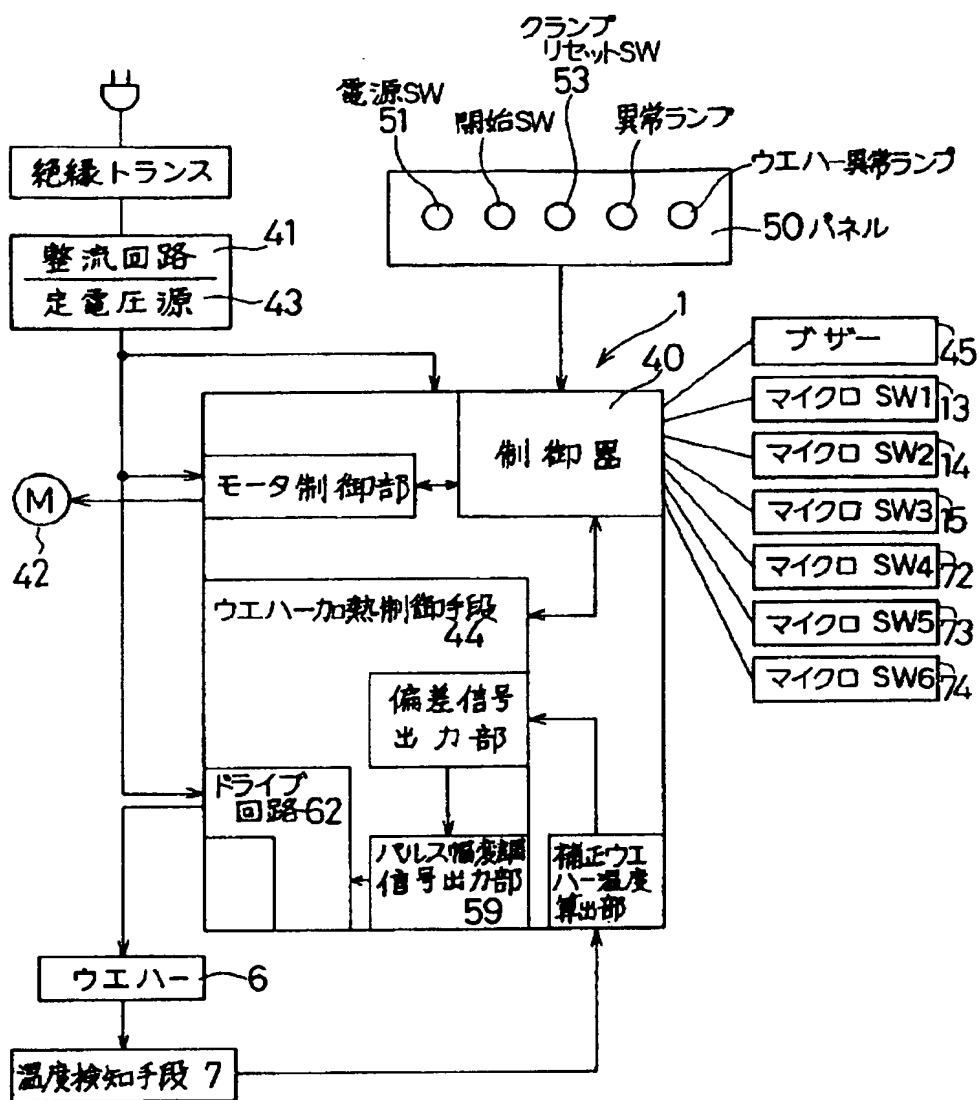 クランプ
リセットSW
53
電源SW
51
開始SW
異常ランプ
ウエハー異常ランプ
50 パネル
絶縁トランス
整流回路
41
定電圧源
43
1
40
制御器
モータ制御部
M
42
ブザー
45
マイクロ SW1
13
マイクロ SW2
14
マイクロ SW3
15
マイクロ SW4
72
マイクロ SW5
73
マイクロ SW6
74
ウエハー加熱制御手段
44
偏差信号
出力部
ドライブ
回路 62
パルス幅変調
信号出力部
59
補正ウエ
ハー温度
算出部
ウエハー
6
温度検知手段 7